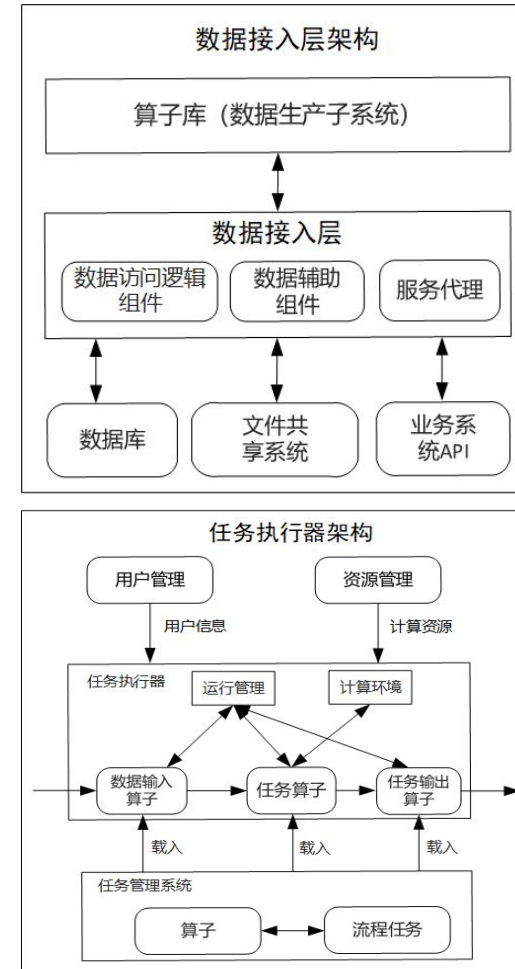 数据接入层架构
算子库（数据生产子系统）
数据接入层
数据访问逻辑
组件
数据辅助
组件
服务代理
数据库
文件共
享系统
业务系
统API
任务执行器架构
用户管理
资源管理
用户信息
计算资源
任务执行器
运行管理
计算环境
数据输入
算子
任务算子
任务输出
算子
载入
载入
载入
任务管理系统
算子
流程任务